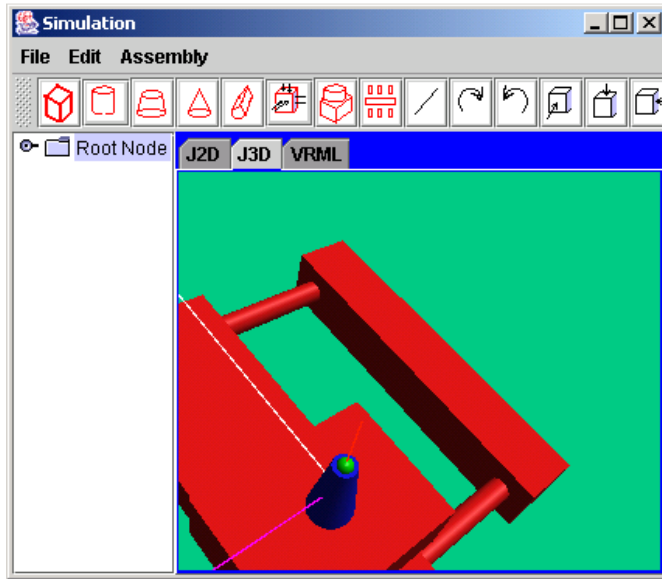 Simulation
File Edit Assembly
Root Node
J2D J3D VRML